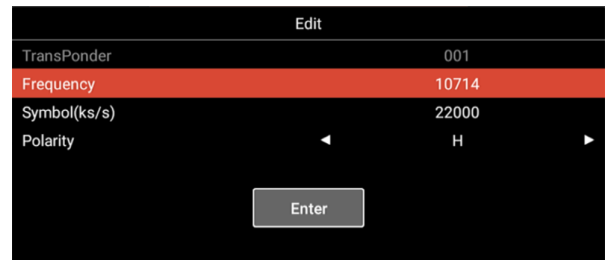 Edit
TransPonder 001
Frequency 10714
Symbol(ks/s) 22000
Polarity ◄ H ►
Enter